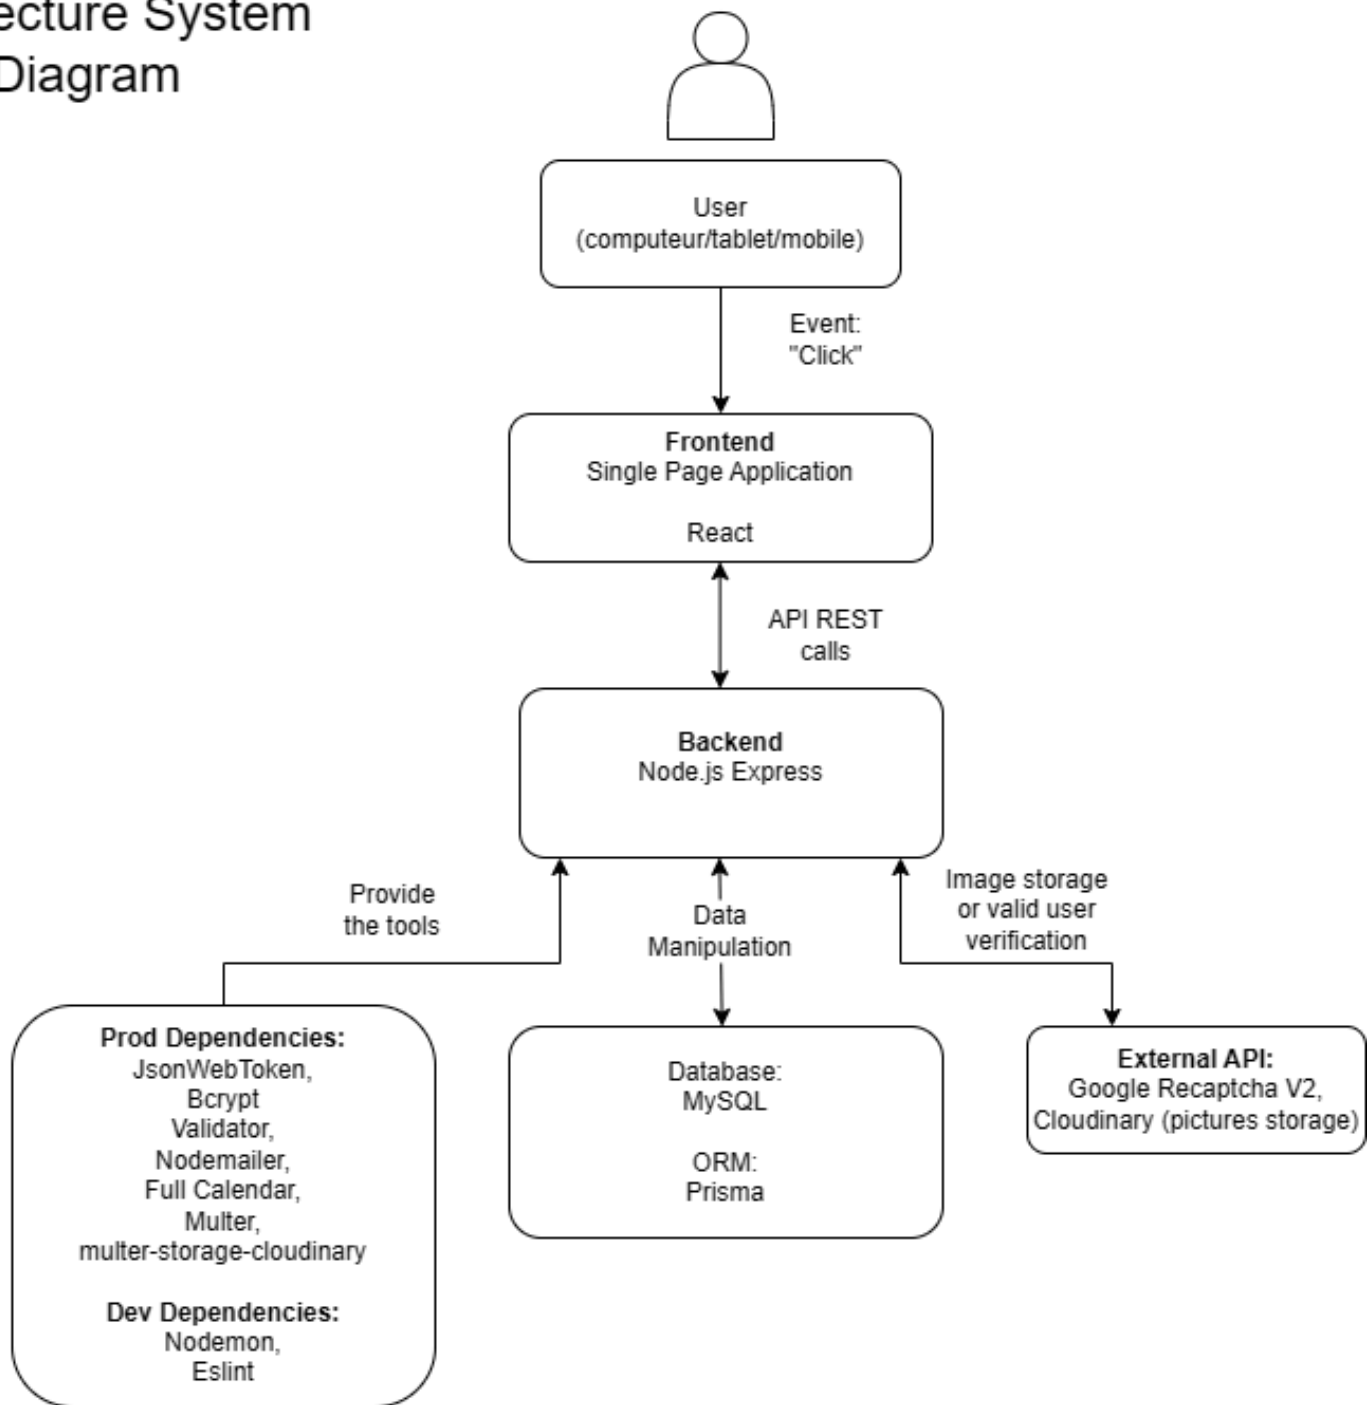 ecture System
Diagram
User
(computeur/tablet/mobile)
Event:
"Click"
Frontend
Single Page Application
React
API REST
calls
Backend
Node.js Express
Provide
the tools
Data
Manipulation
Image storage
or valid user
verification
Prod Dependencies:
JsonWebToken,
Bcrypt
Validator,
Nodemailer,
Full Calendar,
Multer,
multer-storage-cloudinary
Dev Dependencies:
Nodemon,
Eslint
Database:
MySQL
ORM:
Prisma
External API:
Google Recaptcha V2,
Cloudinary (pictures storage)